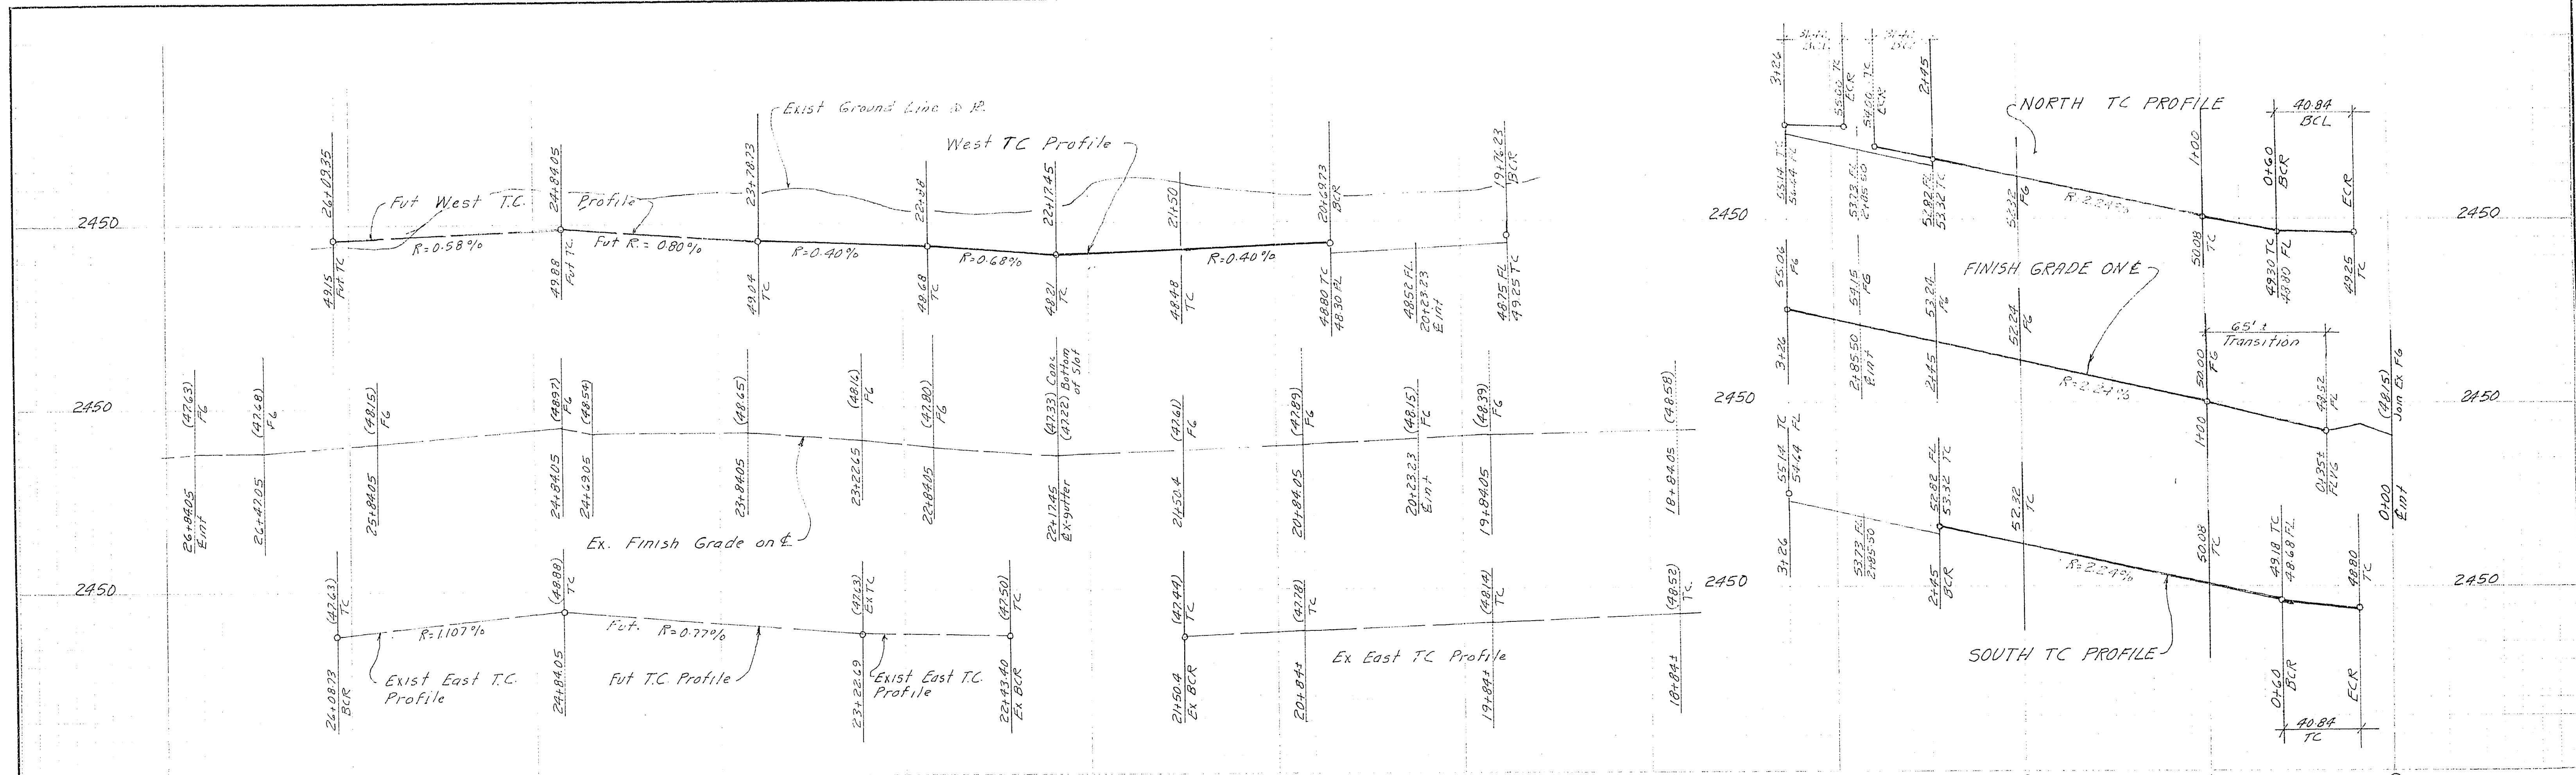 Exist Ground Line @ P.
West TC Profile
Fut West T.C. Profile
2450
26+09.35
49.15
Fut TC
R=0.58%
24+84.05
49.88
Fut TC
Fut R.= 0.80%
23+78.73
49.04
TC
R=0.40%
22+88
48.68
TC
R=0.68%
22+17.45
48.21
TC
21+50
48.48
TC
R=0.40%
20+69.73
BCR
48.80 TC
48.30 FL
48.52 FL.
20+23.23
₵ int
19+76.23
BCR
48.75 FL
49.25 TC
2450
(47.63)
FG
26+84.05
₵ int
(47.68)
FG
26+47.05
(48.15)
FG
25+84.05
(48.97)
FG
24+84.05
(48.54)
24+69.05
(48.65)
23+84.05
(48.16)
FG
23+22.65
(47.80)
FG
22+84.05
(47.33) Conc
(47.22) Bottom
of Slot
22+17.45
₵ x-gutter
(47.61)
FG
21+50.4
(47.89)
FG
20+84.05
(48.15)
FG
20+23.23
₵ int
(48.39)
FG
19+84.05
(48.58)
18+84.05
Ex. Finish Grade on ₵
2450
(47.63)
TC
26+08.73
BCR
R=1.107%
Exist East T.C.
Profile
(48.88)
TC
24+84.05
Fut. R=0.77%
Fut T.C. Profile
(47.63)
Ex TC
23+22.69
Exist East T.C.
Profile
(47.50)
TC
22+43.40
Ex BCR
(47.44)
TC
21+50.4
Ex BCR
(47.78)
TC
20+84±
(48.14)
TC
19+84±
(48.52)
TC
18+84±
Ex East TC Profile
3+26
55.00 TC
ECR
54.00 TC
ECR
2+45
NORTH TC PROFILE
1+00
40.84
BCL
0+60
BCR
ECR
2450
55.14 TC
53.73 FL
2+85.50
52.82 FL
53.32 TC
52.32
FG
R=2.24%
50.08
TC
49.30 TC
48.80 FL
49.25
TC
2450
55.06
FG
3+26
54.15
FG
2+85.50
₵ int
53.24
FG
2+45
52.24
FG
FINISH GRADE ON ₵
65'±
Transition
R=2.24%
50.00
FG
1+00
48.52
FL
0+35±
FL VG
(48.15)
Join Ex FG
0+00
₵ int
2450
2450
55.14 TC
54.64 FL
3+26
53.73 FL
2+85.50
52.82 FL
53.32 TC
2+45
BCR
52.32
TC
R=2.24%
50.08
TC
49.18 TC
48.68 FL.
48.80
TC
2450
2450
SOUTH TC PROFILE
0+60
BCR
ECR
40.84
TC